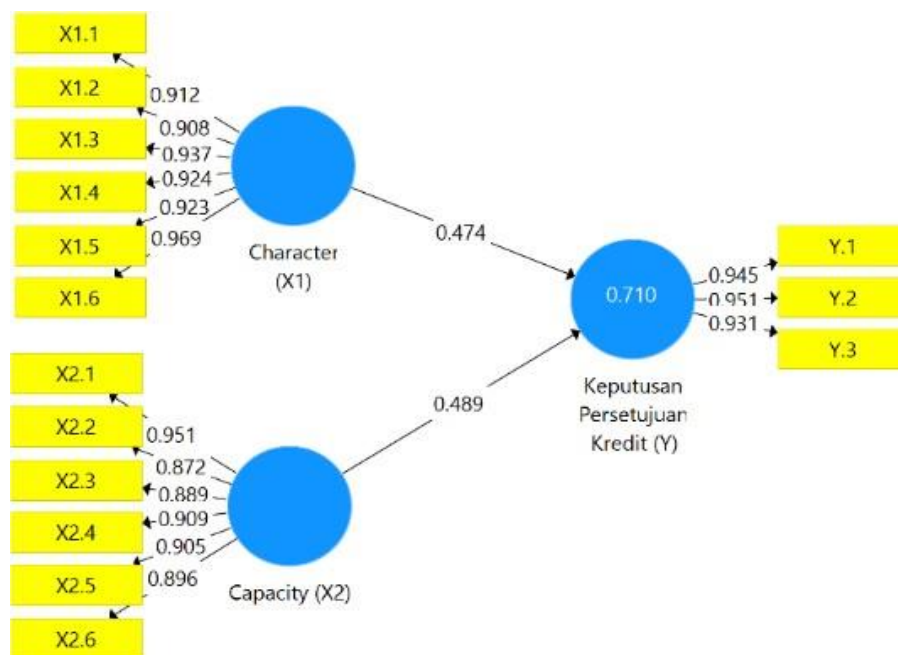 X1.1
X1.2
X1.3
X1.4
X1.5
X1.6
0.912
0.908
0.937
0.924
0.923
0.969
Character
(X1)
0.474
X2.1
X2.2
X2.3
X2.4
X2.5
X2.6
0.951
0.872
0.889
0.909
0.905
0.896
Capacity (X2)
0.489
0.710
Keputusan
Persetujuan
Kredit (Y)
0.945
0.951
0.931
Y.1
Y.2
Y.3